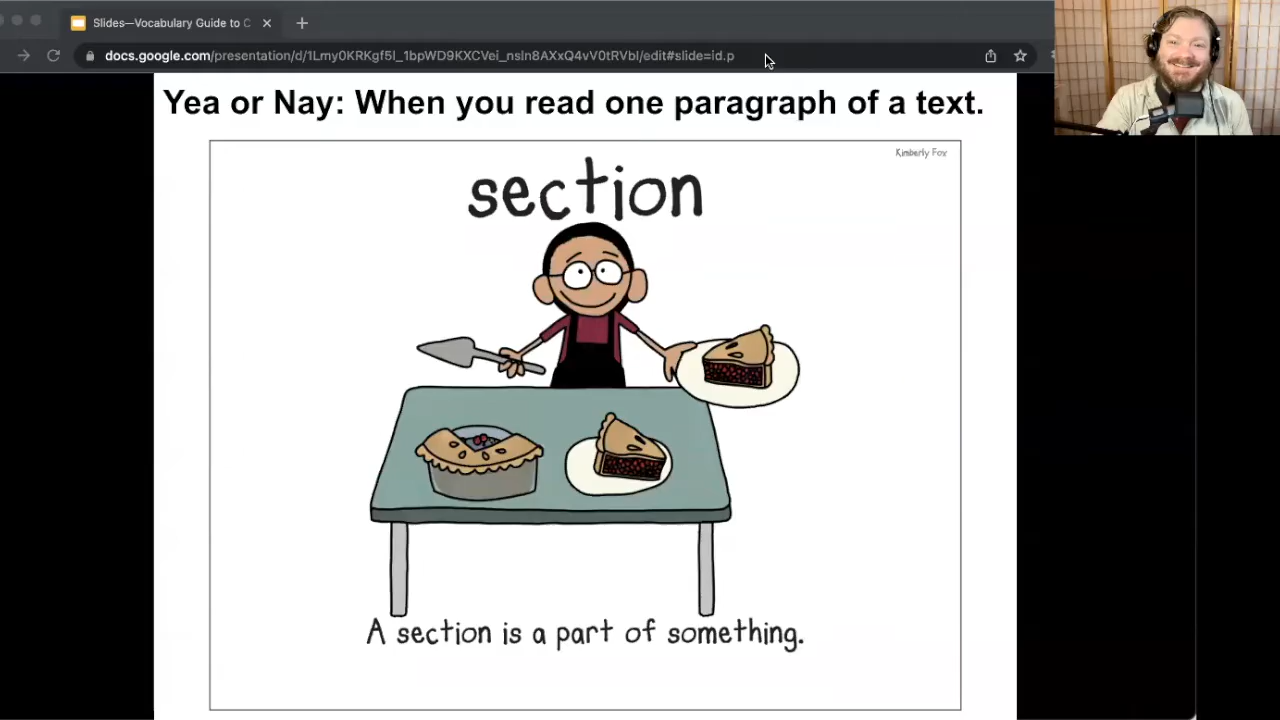 Slides—Vocabulary Guide to C
docs.google.com/presentation/d/1Lmy0KRKgf5I_1bpWD9KXCVei_nsIn8AXxQ4vV0tRVbI/edit#slide=id.p
Yea or Nay: When you read one paragraph of a text.
Kimberly Fox
section
A section is a part of something.